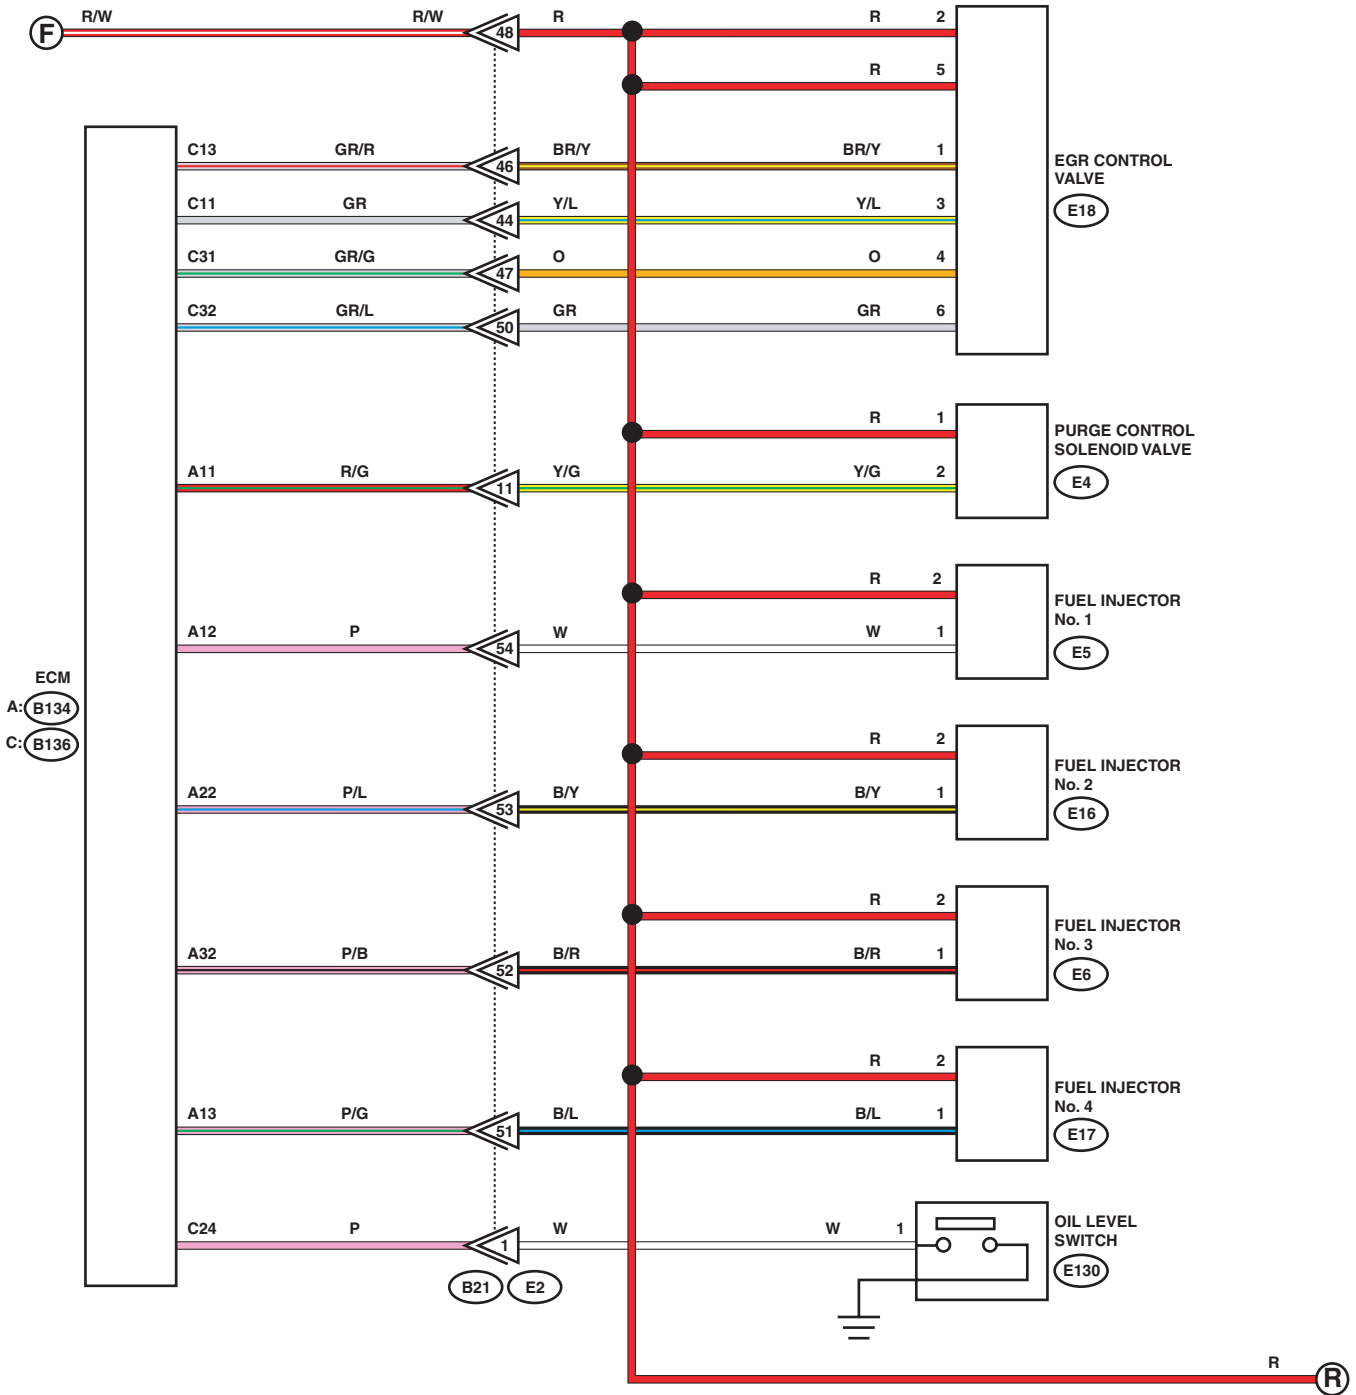 R/W R/W 48 R R 2
F
R 5
C13 GR/R 46 BR/Y BR/Y 1
EGR CONTROL
VALVE
E18
C11 GR 44 Y/L Y/L 3
C31 GR/G 47 O O 4
C32 GR/L 50 GR GR 6
R 1
PURGE CONTROL
SOLENOID VALVE
E4
A11 R/G 11 Y/G Y/G 2
R 2
FUEL INJECTOR
No. 1
E5
A12 P 54 W W 1
ECM
A: B134
C: B136
R 2
FUEL INJECTOR
No. 2
E16
A22 P/L 53 B/Y B/Y 1
R 2
FUEL INJECTOR
No. 3
E6
A32 P/B 52 B/R B/R 1
R 2
FUEL INJECTOR
No. 4
E17
A13 P/G 51 B/L B/L 1
C24 P 1 W W 1
OIL LEVEL
SWITCH
E130
B21 E2
R
R